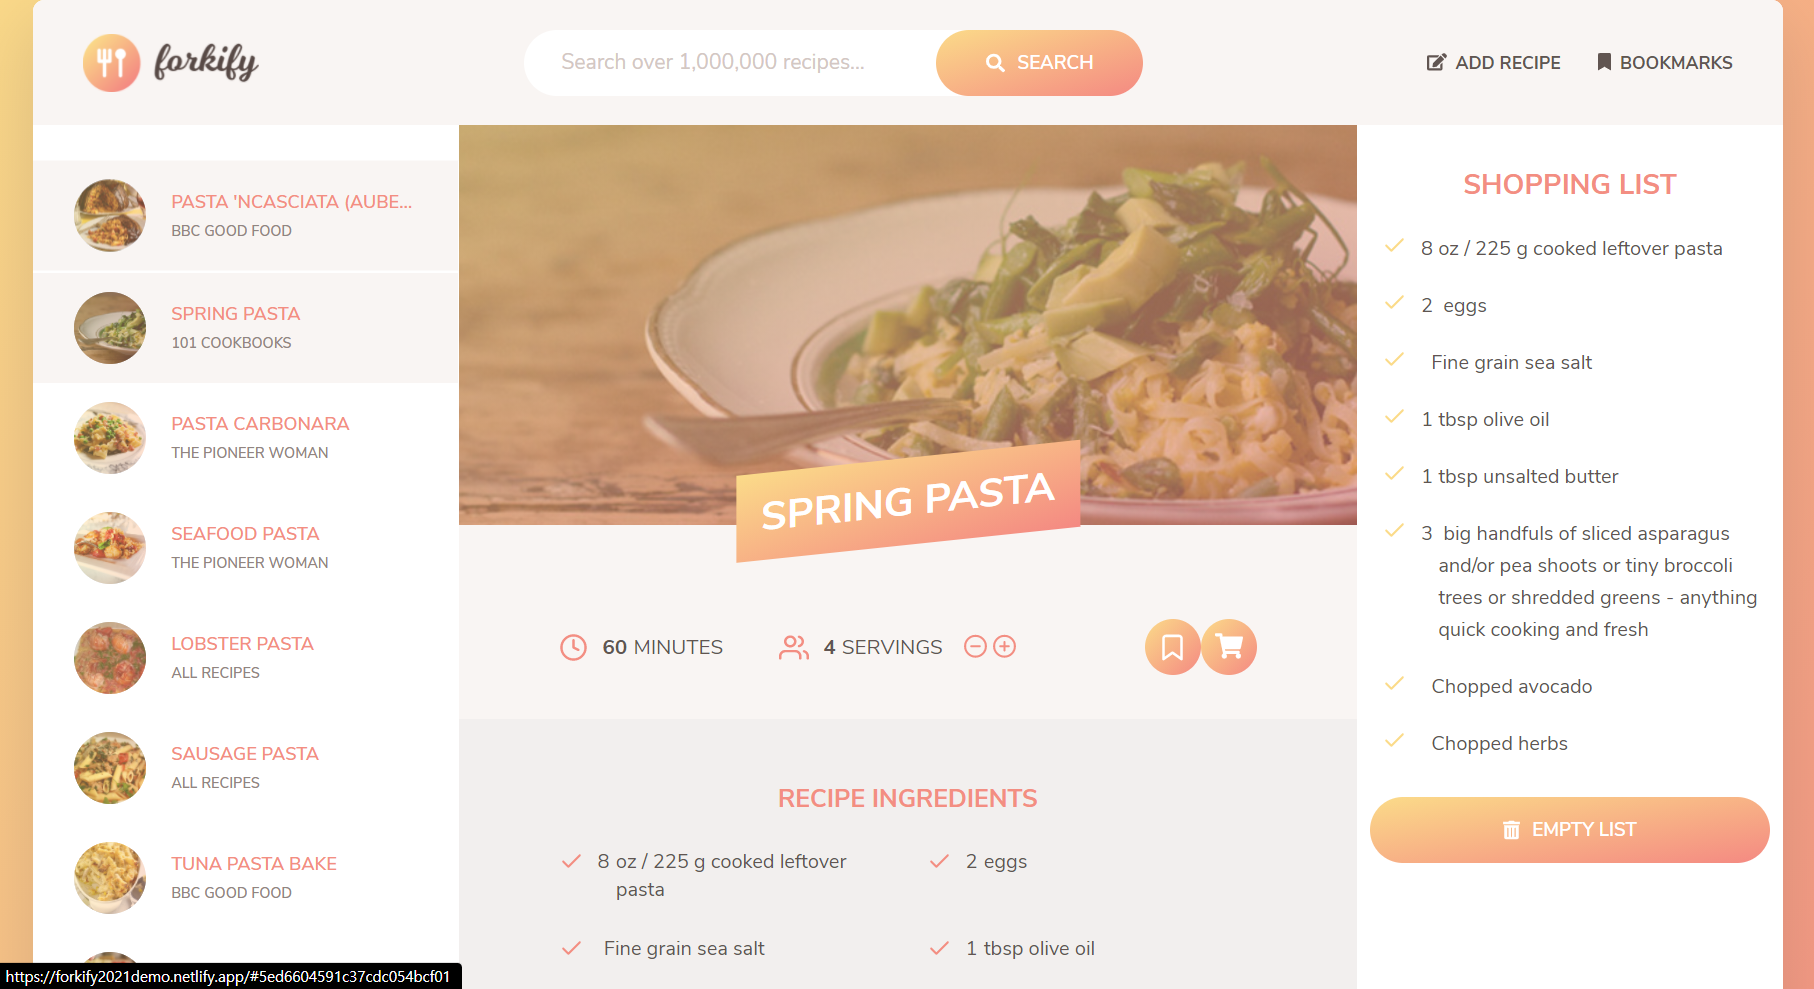 forkify
Search over 1,000,000 recipes...
SEARCH
ADD RECIPE
BOOKMARKS
PASTA 'NCASCIATA (AUBE...
BBC GOOD FOOD
SPRING PASTA
101 COOKBOOKS
PASTA CARBONARA
THE PIONEER WOMAN
SEAFOOD PASTA
THE PIONEER WOMAN
LOBSTER PASTA
ALL RECIPES
SAUSAGE PASTA
ALL RECIPES
TUNA PASTA BAKE
BBC GOOD FOOD
https://forkify2021demo.netlify.app/#5ed6604591c37cdc054bcf01
SPRING PASTA
60 MINUTES
4 SERVINGS
RECIPE INGREDIENTS
8 oz / 225 g cooked leftover
pasta
2 eggs
Fine grain sea salt
1 tbsp olive oil
SHOPPING LIST
8 oz / 225 g cooked leftover pasta
2 eggs
Fine grain sea salt
1 tbsp olive oil
1 tbsp unsalted butter
3 big handfuls of sliced asparagus
and/or pea shoots or tiny broccoli
trees or shredded greens - anything
quick cooking and fresh
Chopped avocado
Chopped herbs
EMPTY LIST